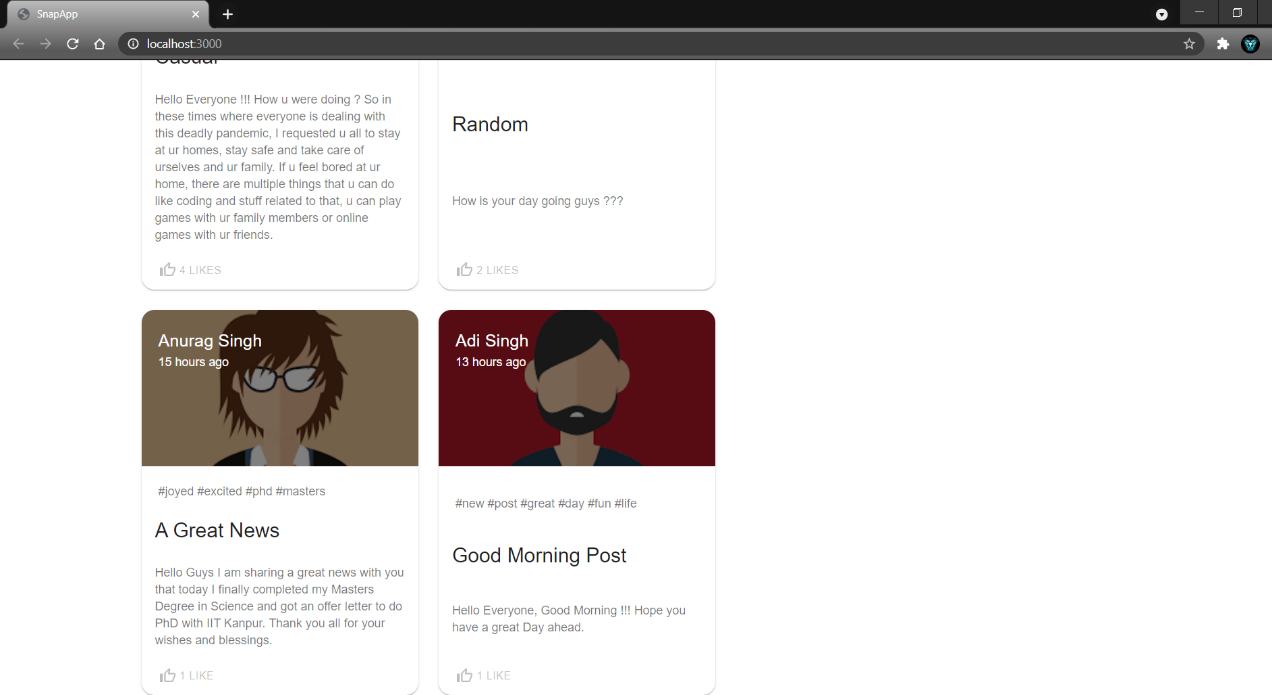 SnapApp
localhost:3000
Casual
Hello Everyone !!! How u were doing ? So in
these times where everyone is dealing with
this deadly pandemic, I requested u all to stay
at ur homes, stay safe and take care of
urselves and ur family. If u feel bored at ur
home, there are multiple things that u can do
like coding and stuff related to that, u can play
games with ur family members or online
games with ur friends.
4 LIKES
Random
How is your day going guys ???
2 LIKES
Anurag Singh
15 hours ago
#joyed #excited #phd #masters
A Great News
Hello Guys I am sharing a great news with you
that today I finally completed my Masters
Degree in Science and got an offer letter to do
PhD with IIT Kanpur. Thank you all for your
wishes and blessings.
1 LIKE
Adi Singh
13 hours ago
#new #post #great #day #fun #life
Good Morning Post
Hello Everyone, Good Morning !!! Hope you
have a great Day ahead.
1 LIKE